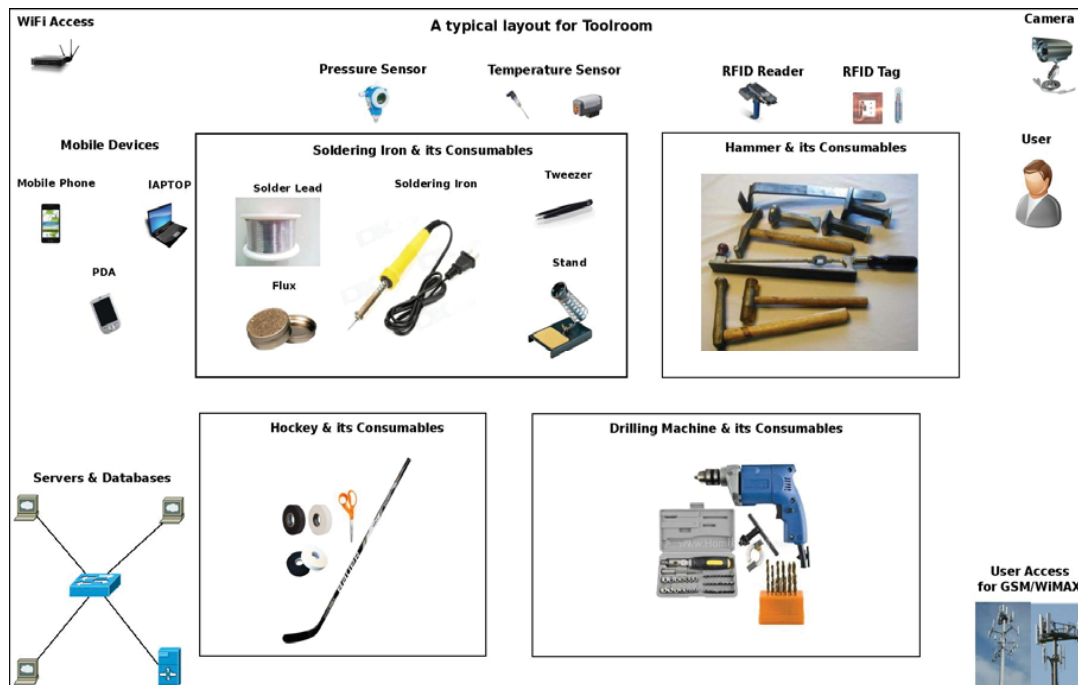 WiFi Access
A typical layout for Toolroom
Camera
Pressure Sensor
Temperature Sensor
RFID Reader
RFID Tag
Mobile Devices
Mobile Phone
lAPTOP
PDA
Soldering Iron & its Consumables
Solder Lead
Soldering Iron
Tweezer
Flux
Stand
Hammer & its Consumables
User
Servers & Databases
Hockey & its Consumables
BAUER
Drilling Machine & its Consumables
User Access
for GSM/WiMAX